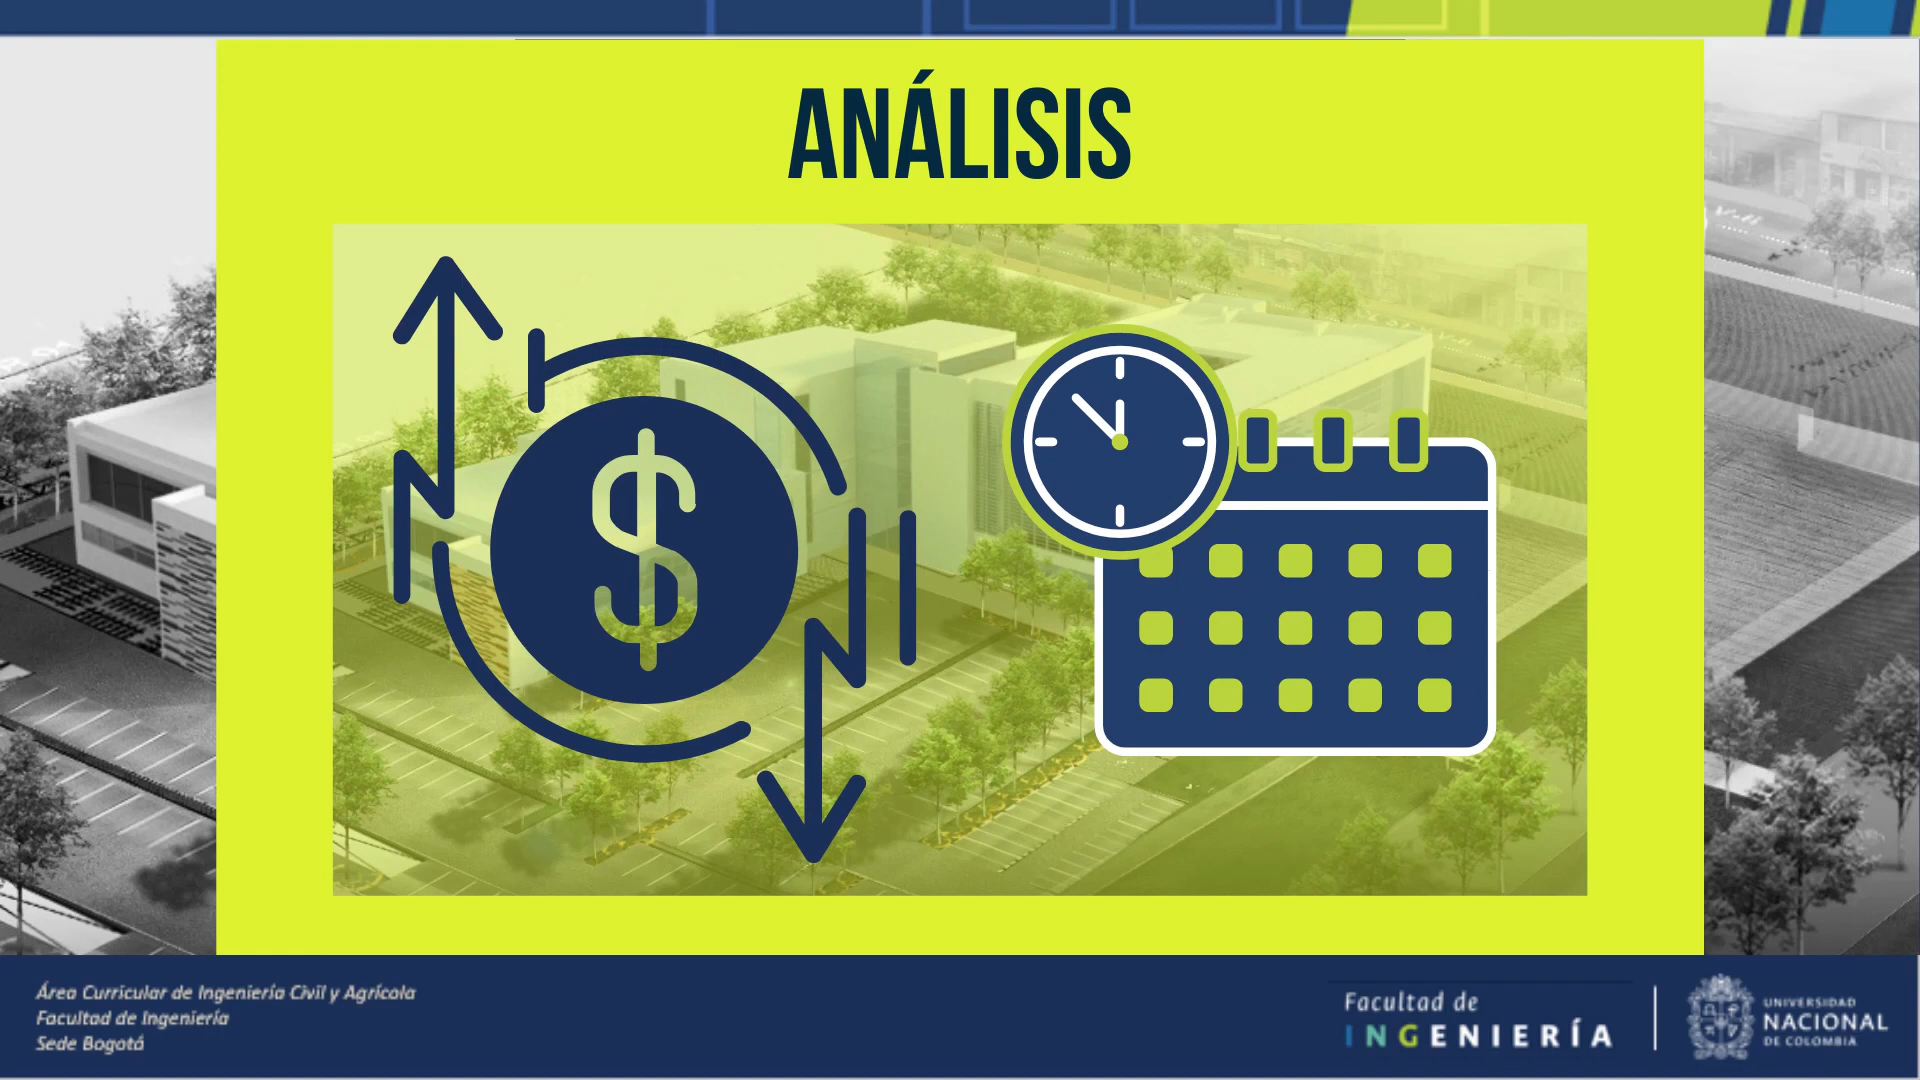 ANÁLISIS
$
Área Curricular de Ingeniería Civil y Agrícola
Facultad de Ingeniería
Sede Bogotá
Facultad de
INGENIERÍA
UNIVERSIDAD
NACIONAL
DE COLOMBIA